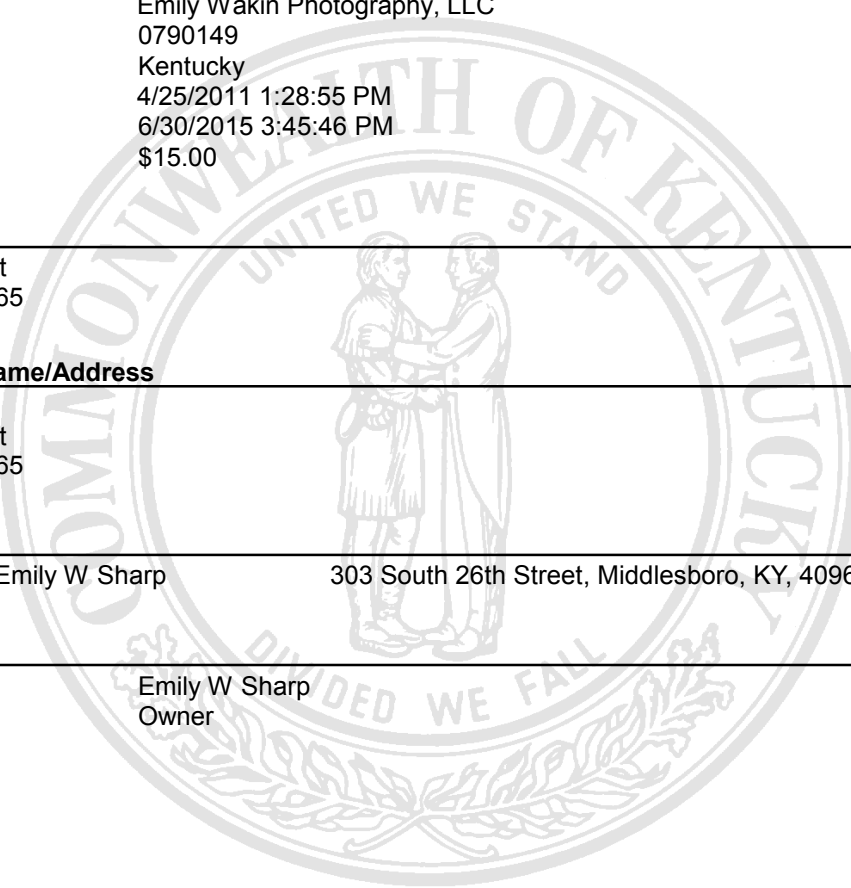 Emily Wakin Photography, LLC
0790149
Kentucky
4/25/2011 1:28:55 PM
6/30/2015 3:45:46 PM
$15.00
COMMONWEALTH OF KENTUCKY
UNITED WE STAND
t
65
ame/Address
t
65
Emily W Sharp 303 South 26th Street, Middlesboro, KY, 4096
DIVIDED WE FALL
Emily W Sharp
Owner